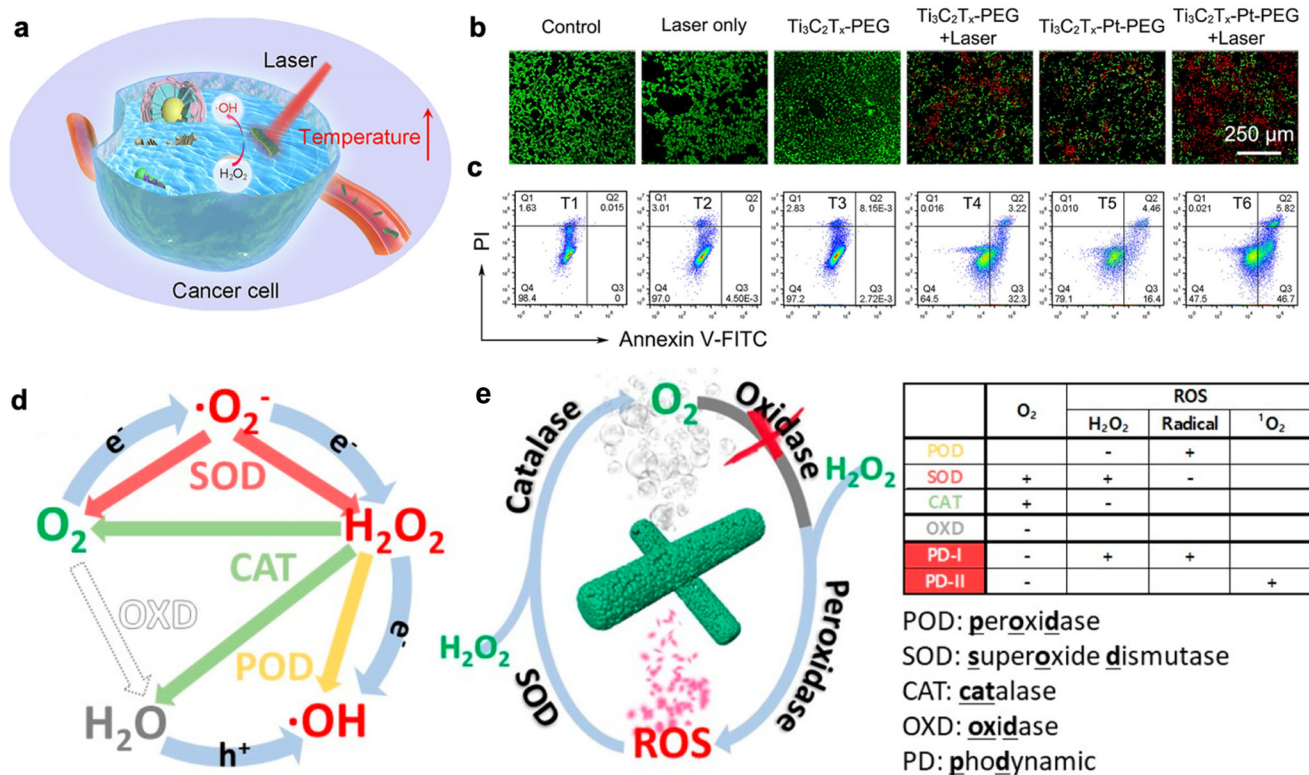 a
Laser
·OH
Temperature
H₂O₂
Cancer cell
b
Control
Laser only
Ti₃C₂Tₓ-PEG
Ti₃C₂Tₓ-PEG
+Laser
Ti₃C₂Tₓ-Pt-PEG
Ti₃C₂Tₓ-Pt-PEG
+Laser
250 μm
c
PI
Annexin V-FITC
Q1
1.63
T1
Q2
0.015
Q4
98.4
Q3
0
Q1
3.01
T2
Q2
0
Q4
97.0
Q3
4.50E-3
Q1
2.83
T3
Q2
8.15E-3
Q4
97.2
Q3
2.72E-3
Q1
0.016
T4
Q2
3.22
Q4
64.5
Q3
32.3
Q1
0.010
T5
Q2
4.46
Q4
79.1
Q3
16.4
Q1
0.021
T6
Q2
5.82
Q4
47.5
Q3
46.7
d
·O₂⁻
e⁻
e⁻
SOD
O₂
H₂O₂
CAT
OXD
POD
e⁻
H₂O
·OH
h⁺
e
O₂
Catalase
Oxidase
H₂O₂
H₂O₂
SOD
Peroxidase
ROS
O₂ ROS
H₂O₂ Radical ¹O₂
POD - +
SOD + + -
CAT + -
OXD -
PD-I - + +
PD-II - +
POD: peroxidase
SOD: superoxide dismutase
CAT: catalase
OXD: oxidase
PD: phodynamic